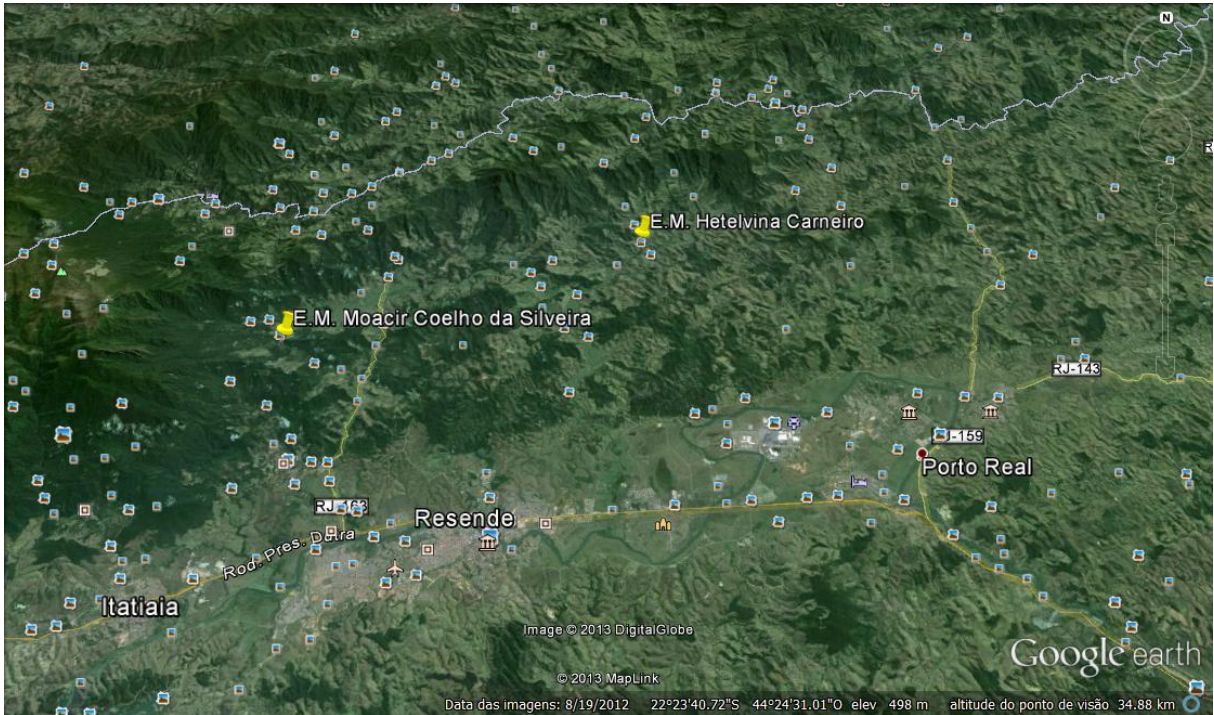 N
E.M. Hetelvina Carneiro
E.M. Moacir Coelho da Silveira
RJ-143
-159
Porto Real
RJ-163
Resende
Rod. Pres. Dutra
Itatiaia
Image © 2013 DigitalGlobe
© 2013 MapLink
Google earth
Data das imagens: 8/19/2012 22°23'40.72"S 44°24'31.01"O elev 498 m altitude do ponto de visão 34.88 km